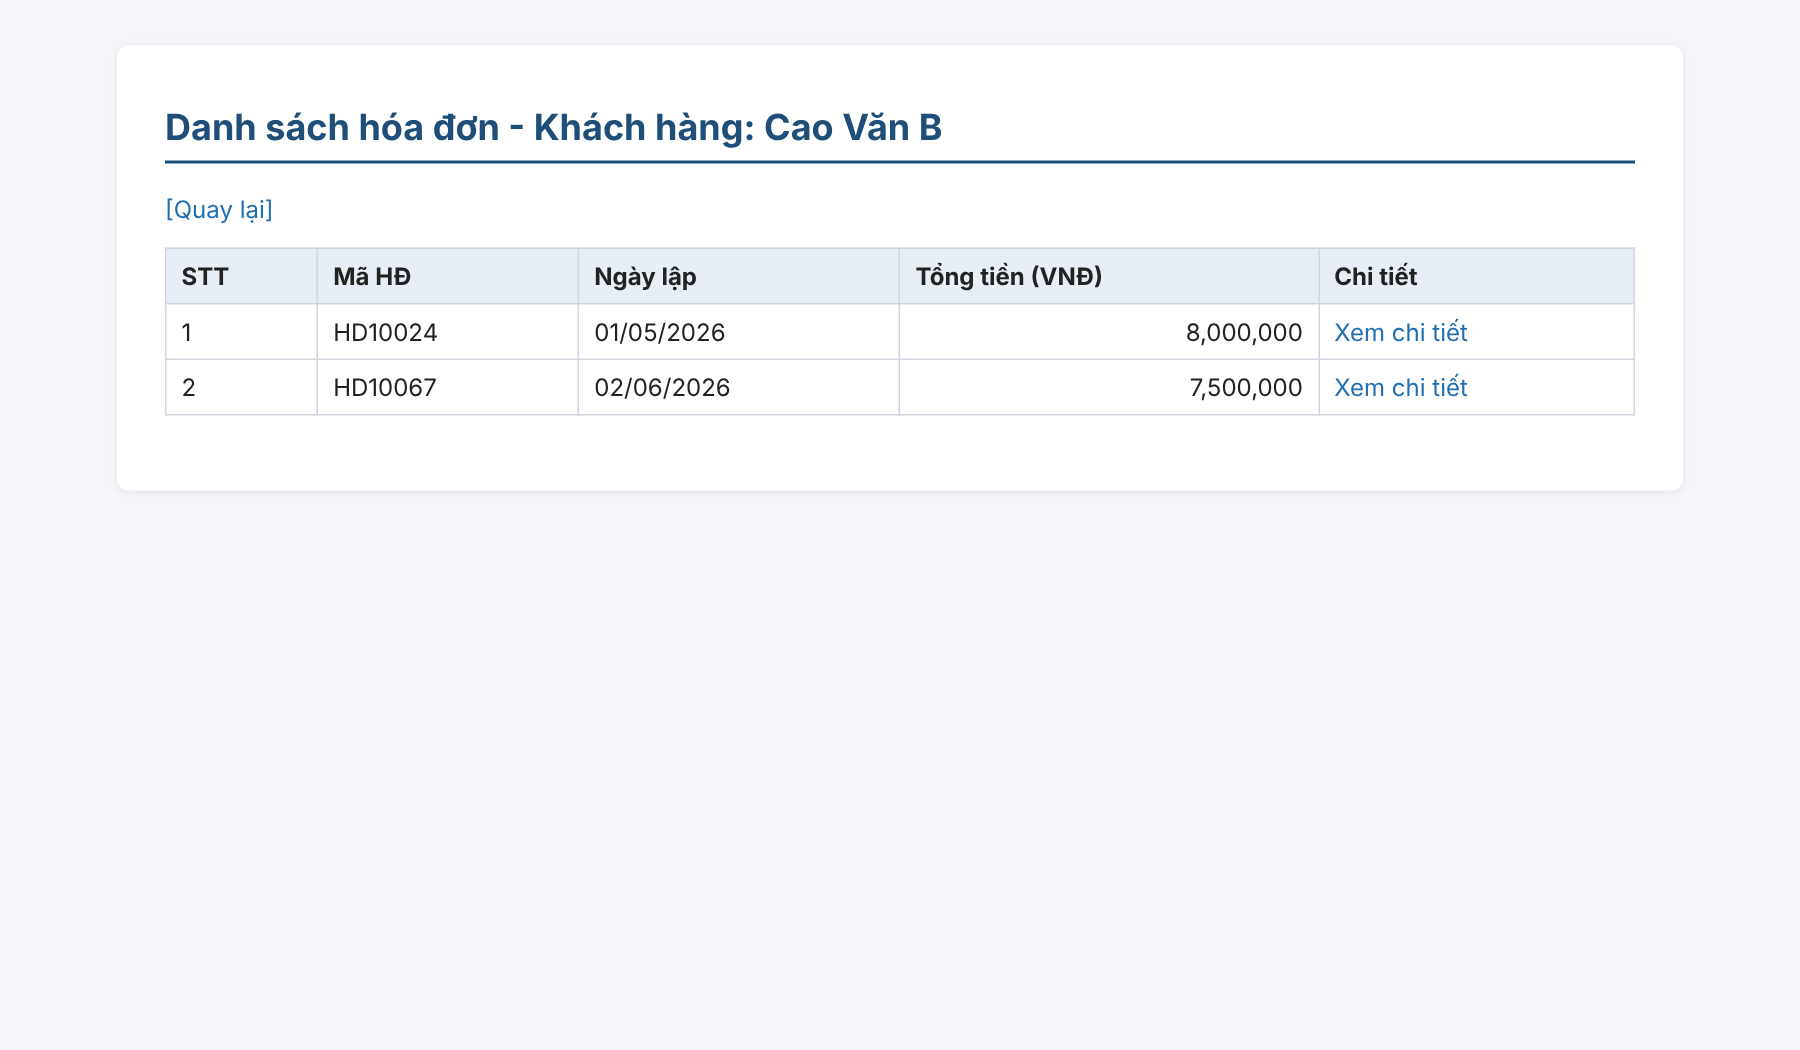 Danh sách hóa đơn - Khách hàng: Cao Văn B
[Quay lại]
STT Mã HĐ Ngày lập Tổng tiền (VNĐ) Chi tiết
1 HD10024 01/05/2026 8,000,000 Xem chi tiết
2 HD10067 02/06/2026 7,500,000 Xem chi tiết